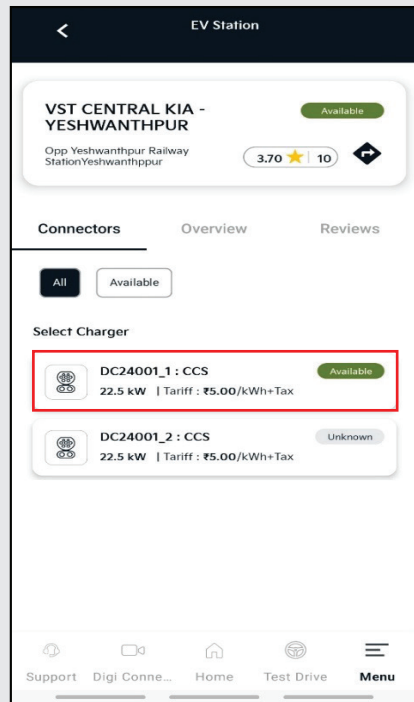 EV Station
VST CENTRAL KIA -
YESHWANTHPUR
Available
Opp Yeshwanthpur Railway
StationYeshwanthppur
3.70 ★ | 10
Connectors Overview Reviews
All Available
Select Charger
DC24001_1 : CCS Available
22.5 kW | Tariff : ₹5.00/kWh+Tax
DC24001_2 : CCS Unknown
22.5 kW | Tariff : ₹5.00/kWh+Tax
Support Digi Conne... Home Test Drive Menu